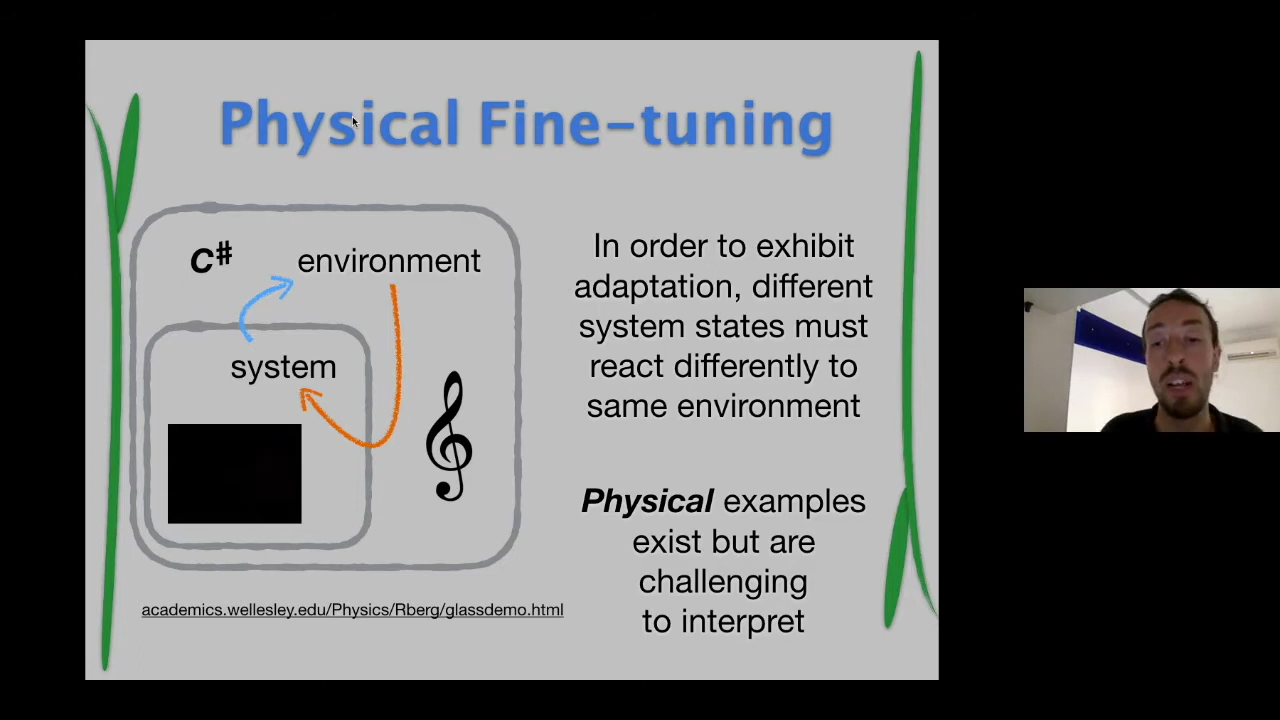 Physical Fine-tuning
C# environment
system
In order to exhibit
adaptation, different
system states must
react differently to
same environment
Physical examples
exist but are
challenging
to interpret
academics.wellesley.edu/Physics/Rberg/glassdemo.html